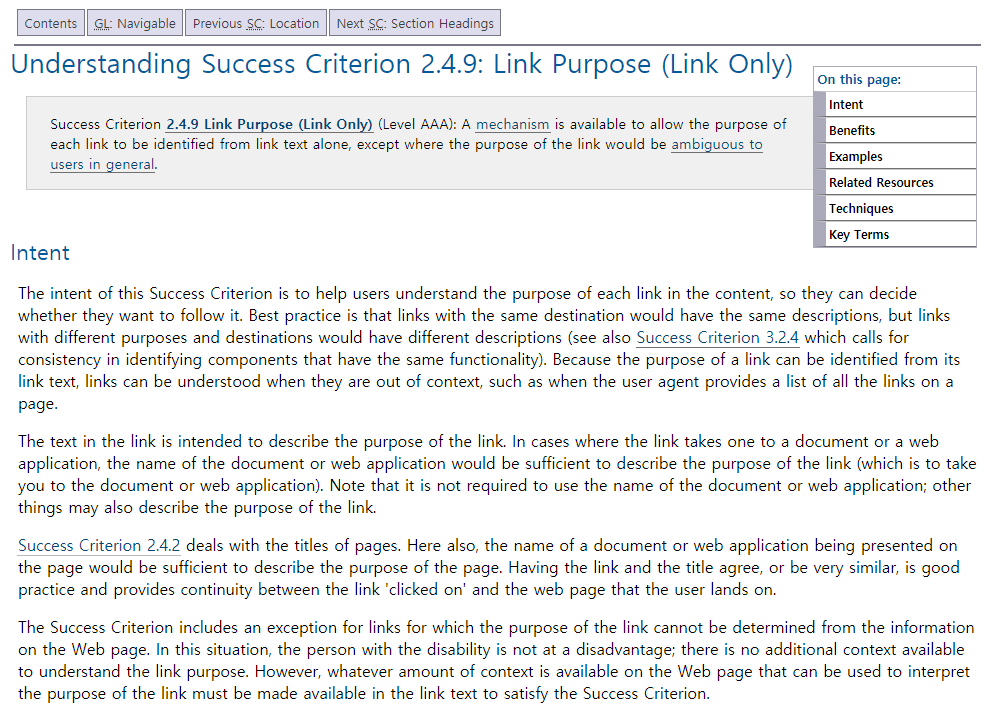 Contents GL: Navigable Previous SC: Location Next SC: Section Headings
Understanding Success Criterion 2.4.9: Link Purpose (Link Only)
On this page:
Intent
Benefits
Examples
Related Resources
Techniques
Key Terms
Success Criterion 2.4.9 Link Purpose (Link Only) (Level AAA): A mechanism is available to allow the purpose of
each link to be identified from link text alone, except where the purpose of the link would be ambiguous to
users in general.
Intent
The intent of this Success Criterion is to help users understand the purpose of each link in the content, so they can decide
whether they want to follow it. Best practice is that links with the same destination would have the same descriptions, but links
with different purposes and destinations would have different descriptions (see also Success Criterion 3.2.4 which calls for
consistency in identifying components that have the same functionality). Because the purpose of a link can be identified from its
link text, links can be understood when they are out of context, such as when the user agent provides a list of all the links on a
page.
The text in the link is intended to describe the purpose of the link. In cases where the link takes one to a document or a web
application, the name of the document or web application would be sufficient to describe the purpose of the link (which is to take
you to the document or web application). Note that it is not required to use the name of the document or web application; other
things may also describe the purpose of the link.
Success Criterion 2.4.2 deals with the titles of pages. Here also, the name of a document or web application being presented on
the page would be sufficient to describe the purpose of the page. Having the link and the title agree, or be very similar, is good
practice and provides continuity between the link 'clicked on' and the web page that the user lands on.
The Success Criterion includes an exception for links for which the purpose of the link cannot be determined from the information
on the Web page. In this situation, the person with the disability is not at a disadvantage; there is no additional context available
to understand the link purpose. However, whatever amount of context is available on the Web page that can be used to interpret
the purpose of the link must be made available in the link text to satisfy the Success Criterion.